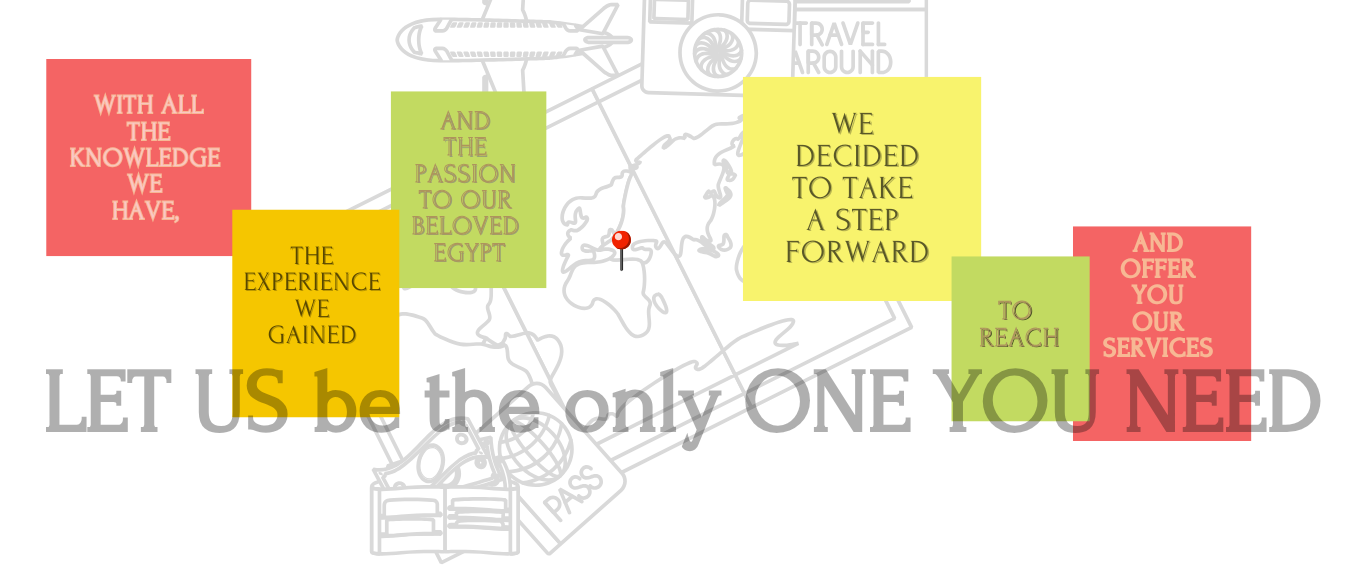 TRAVEL
AROUND
WITH ALL
THE
KNOWLEDGE
WE
HAVE,
THE
EXPERIENCE
WE
GAINED
AND
THE
PASSION
TO OUR
BELOVED
EGYPT
WE
DECIDED
TO TAKE
A STEP
FORWARD
TO
REACH
AND
OFFER
YOU
OUR
SERVICES
LET US be the only ONE YOU NEED
PASS